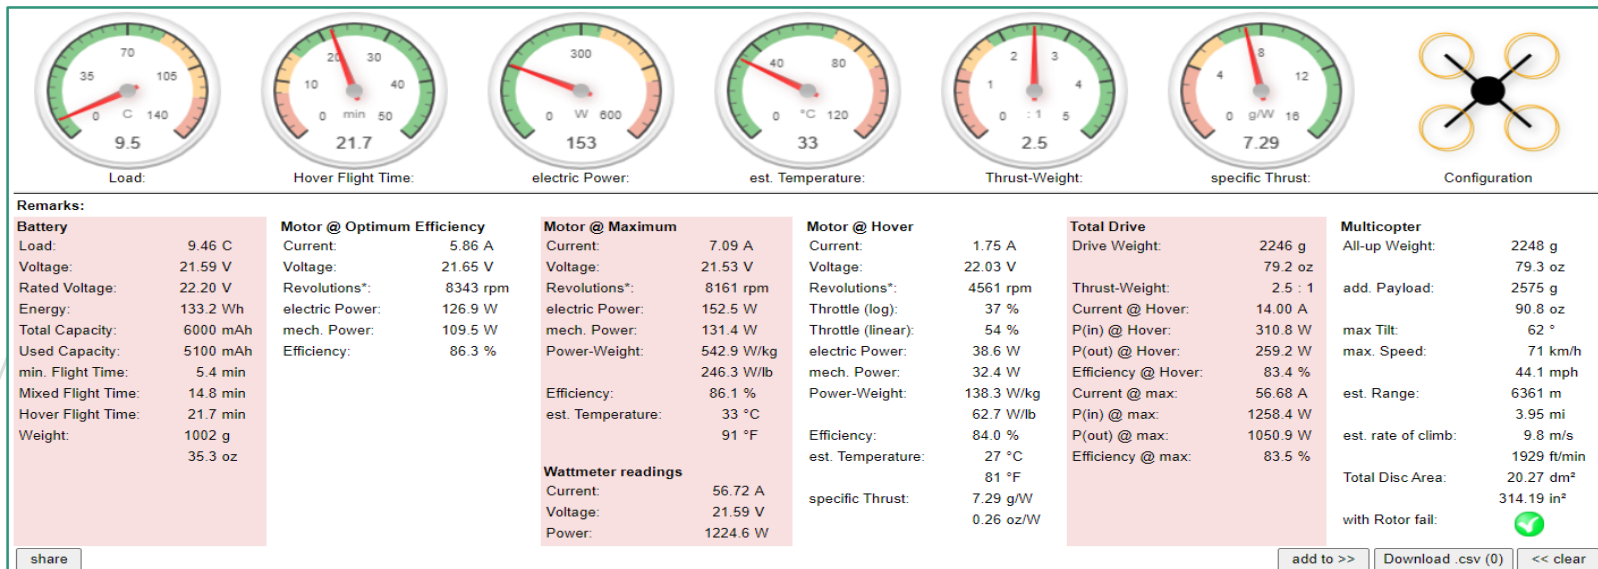 70
35
105
0
C
140
9.5
Load:
20
30
10
40
0
min
50
21.7
Hover Flight Time:
300
0
W
600
153
electric Power:
40
80
0
°C
120
33
est. Temperature:
2
3
1
4
0
: 1
5
2.5
Thrust-Weight:
8
4
12
0
g/W
16
7.29
specific Thrust:
Configuration
Remarks:
Battery
Load: 9.46 C
Voltage: 21.59 V
Rated Voltage: 22.20 V
Energy: 133.2 Wh
Total Capacity: 6000 mAh
Used Capacity: 5100 mAh
min. Flight Time: 5.4 min
Mixed Flight Time: 14.8 min
Hover Flight Time: 21.7 min
Weight: 1002 g
35.3 oz
Motor @ Optimum Efficiency
Current: 5.86 A
Voltage: 21.65 V
Revolutions*: 8343 rpm
electric Power: 126.9 W
mech. Power: 109.5 W
Efficiency: 86.3 %
Motor @ Maximum
Current: 7.09 A
Voltage: 21.53 V
Revolutions*: 8161 rpm
electric Power: 152.5 W
mech. Power: 131.4 W
Power-Weight: 542.9 W/kg
246.3 W/lb
Efficiency: 86.1 %
est. Temperature: 33 °C
91 °F
Wattmeter readings
Current: 56.72 A
Voltage: 21.59 V
Power: 1224.6 W
Motor @ Hover
Current: 1.75 A
Voltage: 22.03 V
Revolutions*: 4561 rpm
Throttle (log): 37 %
Throttle (linear): 54 %
electric Power: 38.6 W
mech. Power: 32.4 W
Power-Weight: 138.3 W/kg
62.7 W/lb
Efficiency: 84.0 %
est. Temperature: 27 °C
81 °F
specific Thrust: 7.29 g/W
0.26 oz/W
Total Drive
Drive Weight: 2246 g
79.2 oz
Thrust-Weight: 2.5 : 1
Current @ Hover: 14.00 A
P(in) @ Hover: 310.8 W
P(out) @ Hover: 259.2 W
Efficiency @ Hover: 83.4 %
Current @ max: 56.68 A
P(in) @ max: 1258.4 W
P(out) @ max: 1050.9 W
Efficiency @ max: 83.5 %
Multicopter
All-up Weight: 2248 g
79.3 oz
add. Payload: 2575 g
90.8 oz
max Tilt: 62 °
max. Speed: 71 km/h
44.1 mph
est. Range: 6361 m
3.95 mi
est. rate of climb: 9.8 m/s
1929 ft/min
Total Disc Area: 20.27 dm²
314.19 in²
with Rotor fail:
share
add to >>
Download .csv (0)
<< clear